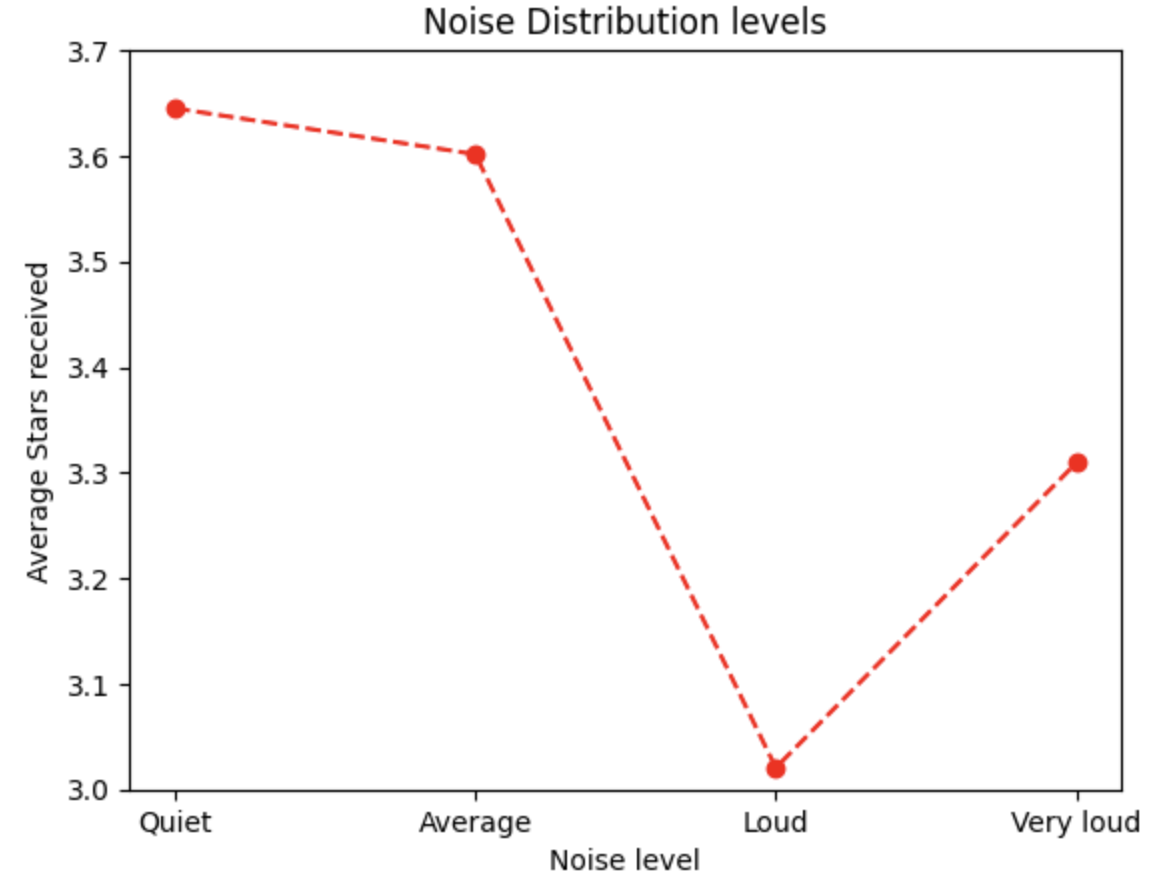 Noise Distribution levels
3.7
3.6
3.5
3.4
3.3
3.2
3.1
3.0
Average Stars received
Quiet Average Loud Very loud
Noise level